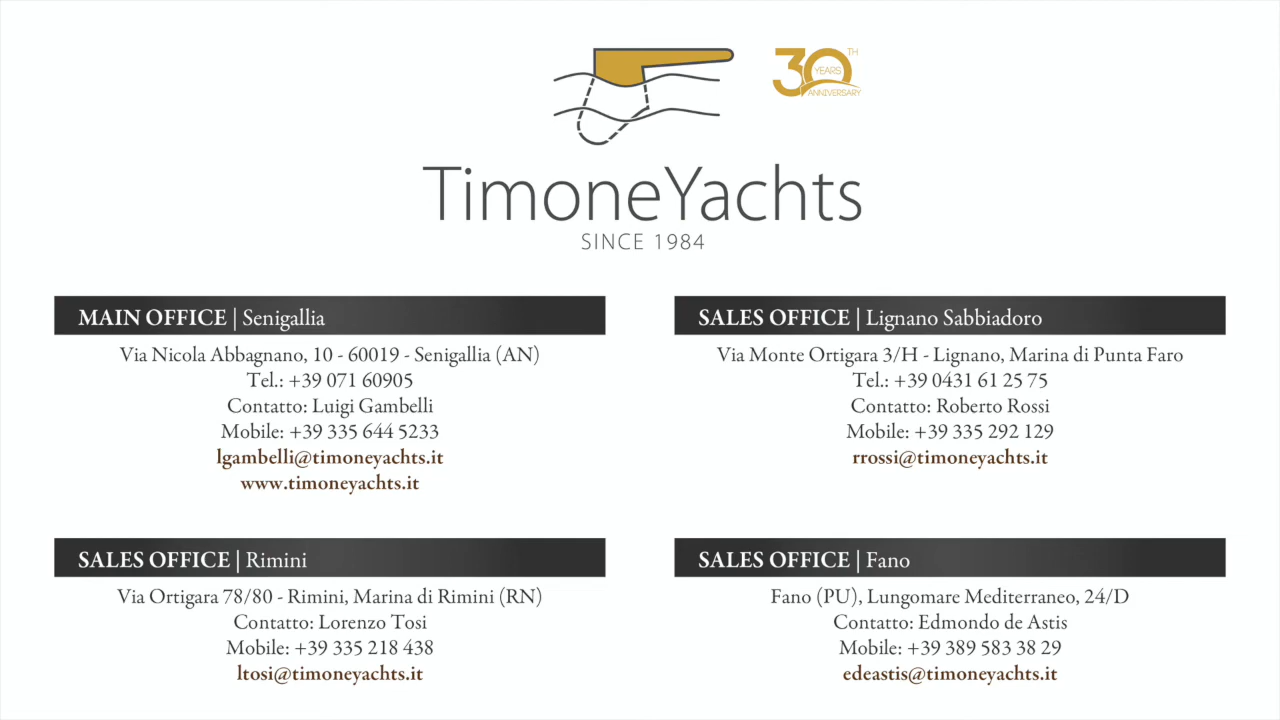 30TH
YEARS
ANNIVERSARY
TimoneYachts
SINCE 1984
MAIN OFFICE | Senigallia
Via Nicola Abbagnano, 10 - 60019 - Senigallia (AN)
Tel.: +39 071 60905
Contatto: Luigi Gambelli
Mobile: +39 335 644 5233
lgambelli@timoneyachts.it
www.timoneyachts.it
SALES OFFICE | Lignano Sabbiadoro
Via Monte Ortigara 3/H - Lignano, Marina di Punta Faro
Tel.: +39 0431 61 25 75
Contatto: Roberto Rossi
Mobile: +39 335 292 129
rrossi@timoneyachts.it
SALES OFFICE | Rimini
Via Ortigara 78/80 - Rimini, Marina di Rimini (RN)
Contatto: Lorenzo Tosi
Mobile: +39 335 218 438
ltosi@timoneyachts.it
SALES OFFICE | Fano
Fano (PU), Lungomare Mediterraneo, 24/D
Contatto: Edmondo de Astis
Mobile: +39 389 583 38 29
edeastis@timoneyachts.it